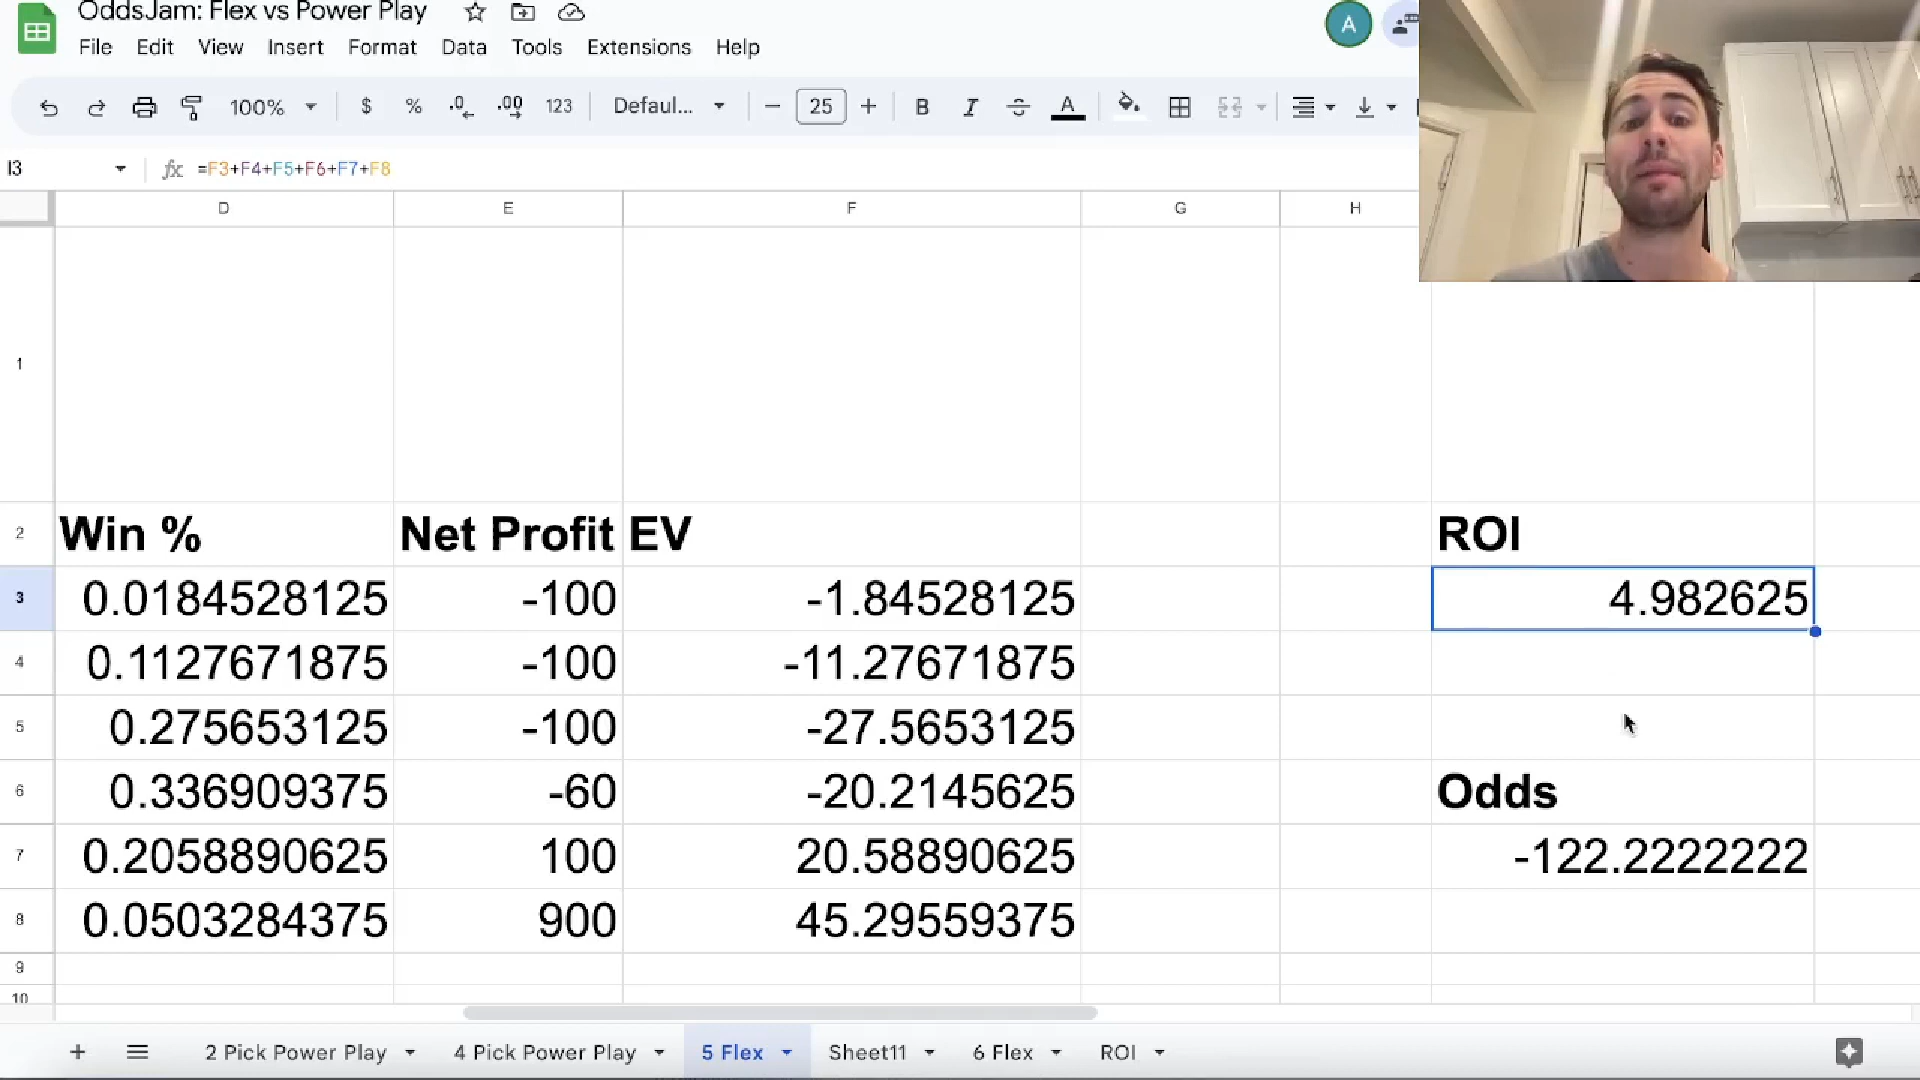 OddsJam: Flex vs Power Play
File Edit View Insert Format Data Tools Extensions Help
A
100% $ % .0 .00 123 Defaul... − 25 + B I A
I3 fx =F3+F4+F5+F6+F7+F8
D E F G H
1
2 Win % Net Profit EV ROI
3 0.0184528125 -100 -1.84528125 4.982625
4 0.1127671875 -100 -11.27671875
5 0.275653125 -100 -27.5653125
6 0.336909375 -60 -20.2145625 Odds
7 0.2058890625 100 20.58890625 -122.2222222
8 0.0503284375 900 45.29559375
9
10
+ 2 Pick Power Play 4 Pick Power Play 5 Flex Sheet11 6 Flex ROI